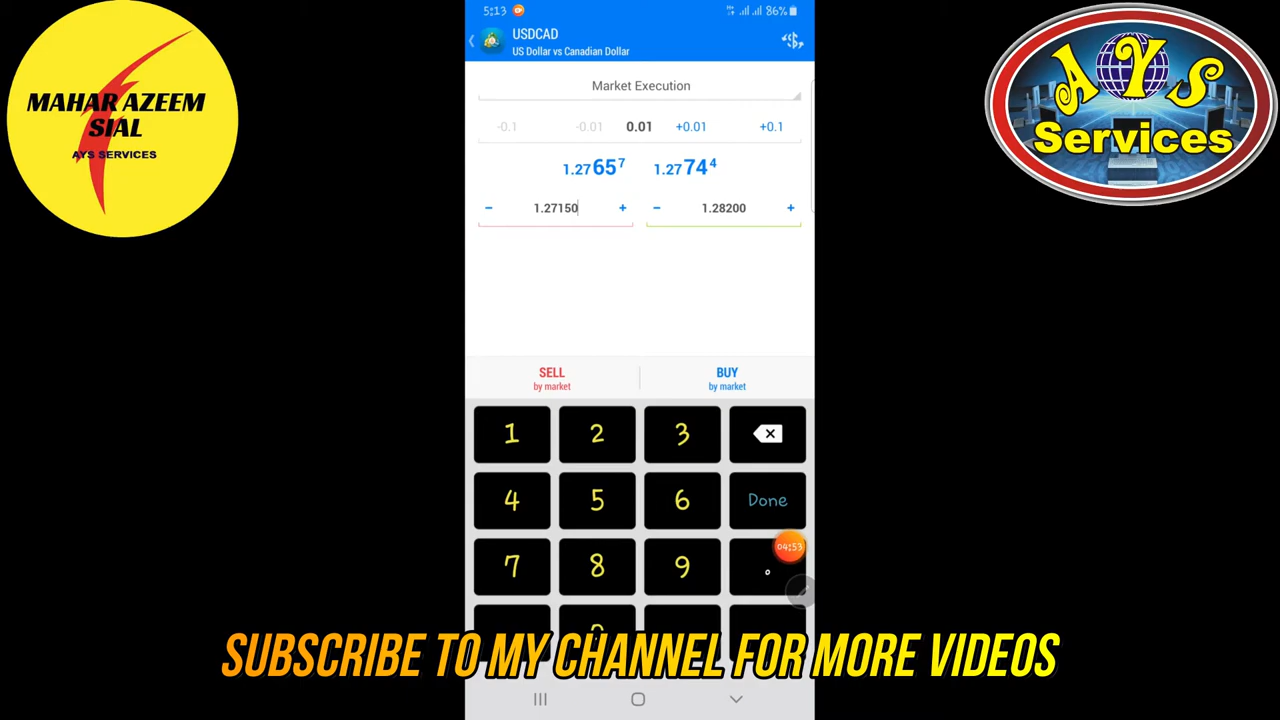 MAHAR AZEEM
SIAL
AYS SERVICES
AYS
Services
5:13 86%
USDCAD
US Dollar vs Canadian Dollar
Market Execution
-0.1 -0.01 0.01 +0.01 +0.1
1.27657 1.27744
- 1.27150 + - 1.28200 +
SELL BUY
by market by market
1 2 3
4 5 6 Done
04:53
7 8 9 .
SUBSCRIBE TO MY CHANNEL FOR MORE VIDEOS